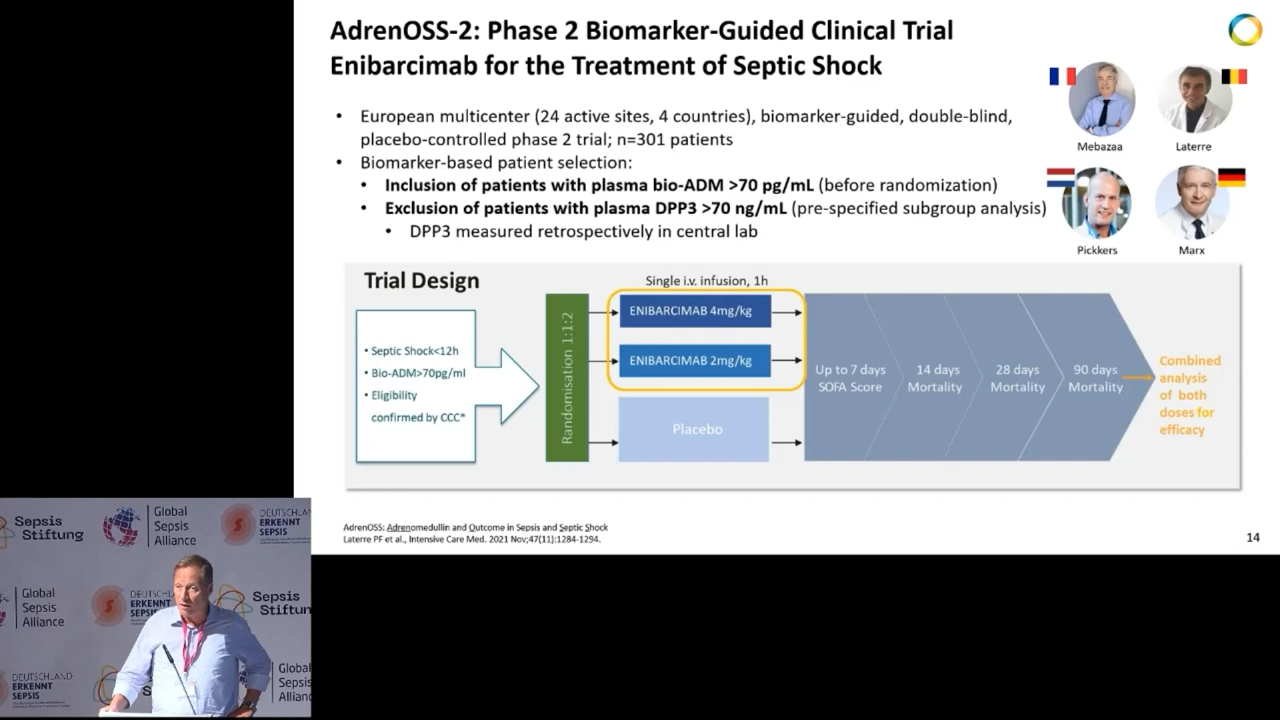 AdrenOSS-2: Phase 2 Biomarker-Guided Clinical Trial
Enibarcimab for the Treatment of Septic Shock
• European multicenter (24 active sites, 4 countries), biomarker-guided, double-blind,
placebo-controlled phase 2 trial; n=301 patients
• Biomarker-based patient selection:
• Inclusion of patients with plasma bio-ADM >70 pg/mL (before randomization)
• Exclusion of patients with plasma DPP3 >70 ng/mL (pre-specified subgroup analysis)
• DPP3 measured retrospectively in central lab
Mebazaa
Laterre
Pickkers
Marx
Trial Design
Single i.v. infusion, 1h
• Septic Shock<12h
• Bio-ADM>70pg/ml
• Eligibility
confirmed by CCC*
Randomisation 1:1:2
ENIBARCIMAB 4mg/kg
ENIBARCIMAB 2mg/kg
Placebo
Up to 7 days
SOFA Score
14 days
Mortality
28 days
Mortality
90 days
Mortality
Combined
analysis
of both
doses for
efficacy
AdrenOSS: Adrenomedullin and Outcome in Sepsis and Septic Shock
Laterre PF et al., Intensive Care Med. 2021 Nov;47(11):1284-1294.
14
Sepsis
Stiftung
Global
Sepsis
Alliance
DEUTSCHLA
ERKENNT
SEPSIS
Global
Sepsis
Alliance
DEUTSCHL
ERKENN
SEPSIS
Sepsis
Stiftun
DEUTSCHLAND
ERKENNT
SEPSIS
Global
Sepsis
Allianc